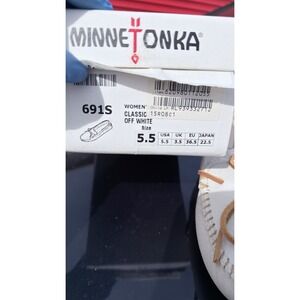 MINNETONKA®
691S
WOMEN'
CLASSIC
OFF WHITE
Size
5.5
USA UK EU JAPAN
5.5 3.5 36.5 22.5